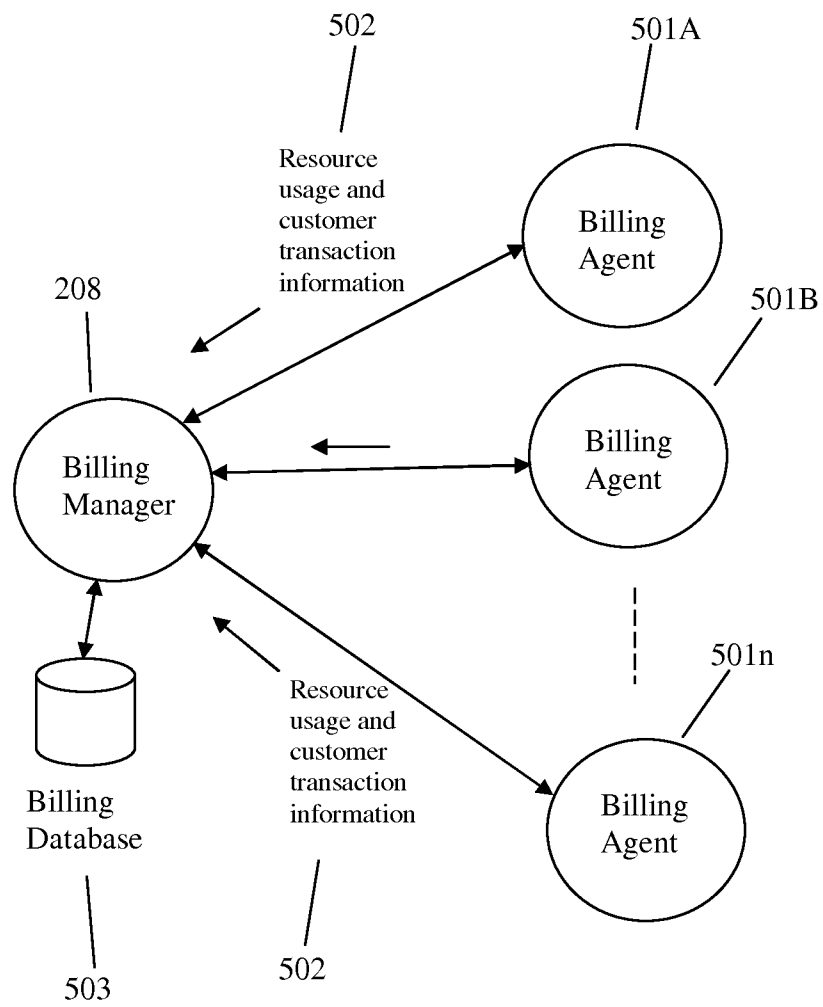 502
501A
Resource
usage and
customer
transaction
information
Billing
Agent
208
501B
Billing
Agent
Billing
Manager
501n
Resource
usage and
customer
transaction
information
Billing
Agent
Billing
Database
502
503